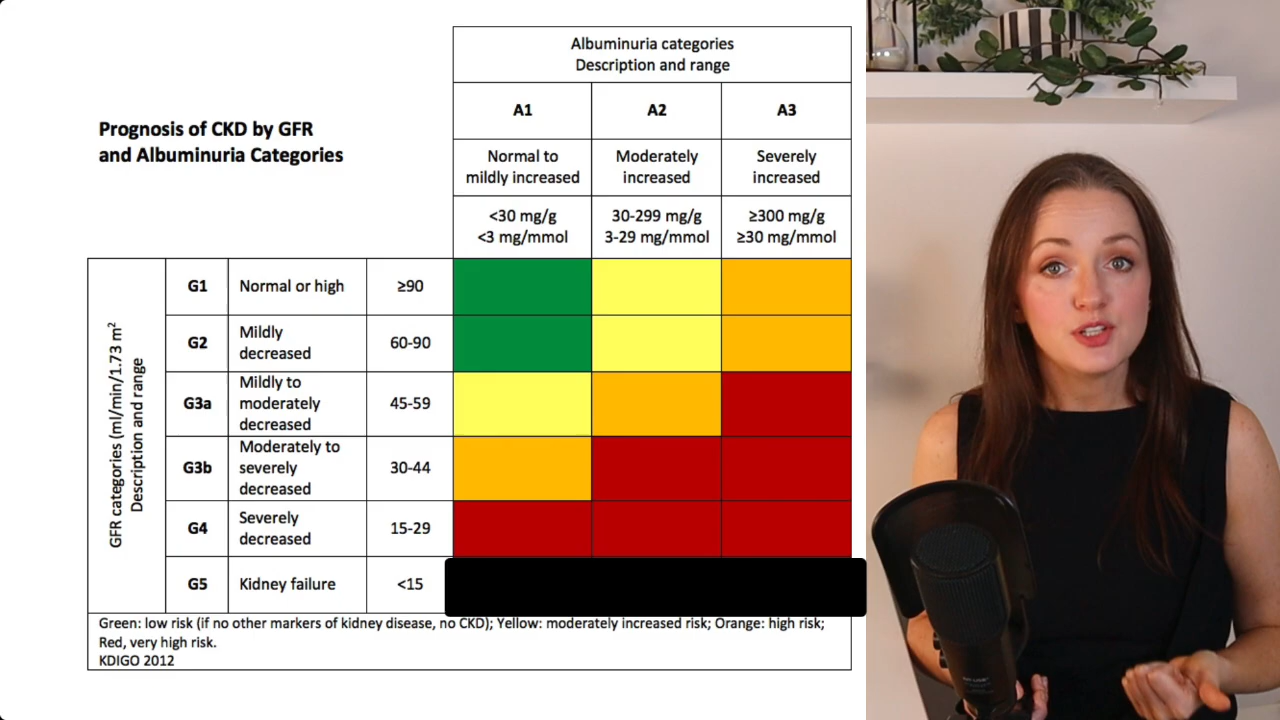 Albuminuria categories
Description and range
Prognosis of CKD by GFR
and Albuminuria Categories
A1
A2
A3
Normal to
mildly increased
Moderately
increased
Severely
increased
<30 mg/g
<3 mg/mmol
30-299 mg/g
3-29 mg/mmol
≥300 mg/g
≥30 mg/mmol
GFR categories (ml/min/1.73 m²
Description and range
G1
Normal or high
≥90
G2
Mildly
decreased
60-90
G3a
Mildly to
moderately
decreased
45-59
G3b
Moderately to
severely
decreased
30-44
G4
Severely
decreased
15-29
G5
Kidney failure
<15
Green: low risk (if no other markers of kidney disease, no CKD); Yellow: moderately increased risk; Orange: high risk;
Red, very high risk.
KDIGO 2012